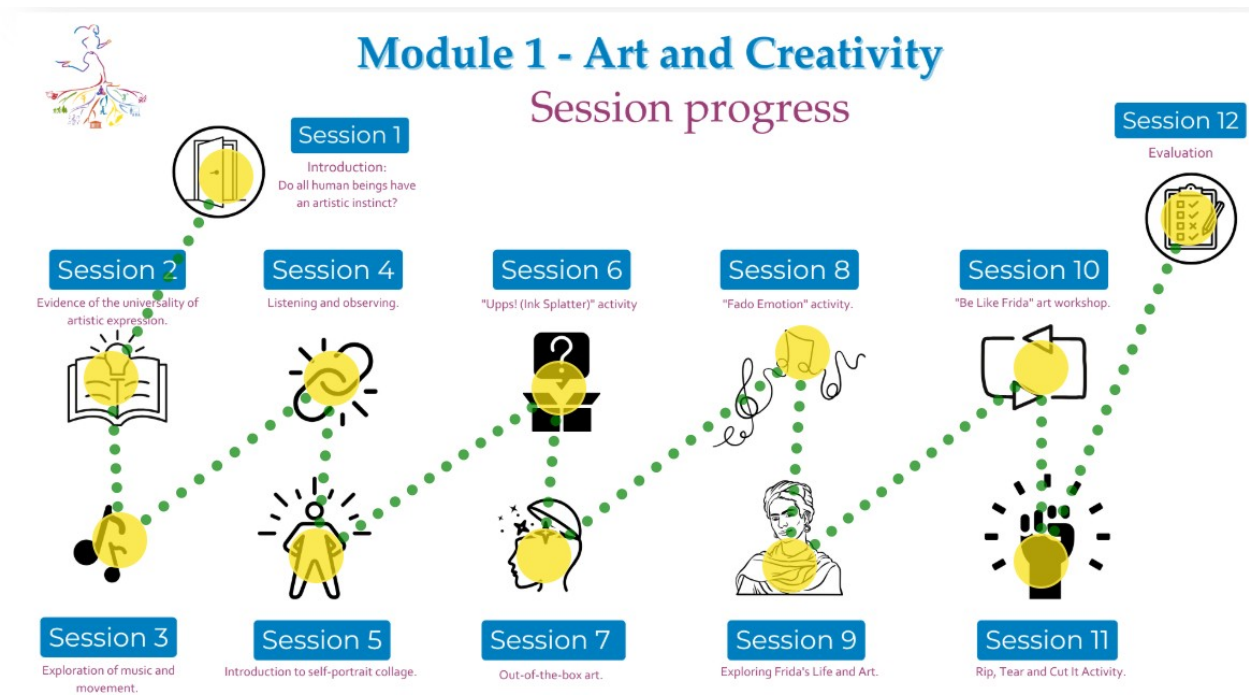 Module 1 - Art and Creativity
Session progress
Session 1
Introduction:
Do all human beings have
an artistic instinct?
Session 12
Evaluation
Session 2
Evidence of the universality of
artistic expression.
Session 4
Listening and observing.
Session 6
"Upps! (Ink Splatter)" activity
Session 8
"Fado Emotion" activity.
Session 10
"Be Like Frida" art workshop.
Session 3
Exploration of music and
movement.
Session 5
Introduction to self-portrait collage.
Session 7
Out-of-the-box art.
Session 9
Exploring Frida's Life and Art.
Session 11
Rip, Tear and Cut It Activity.